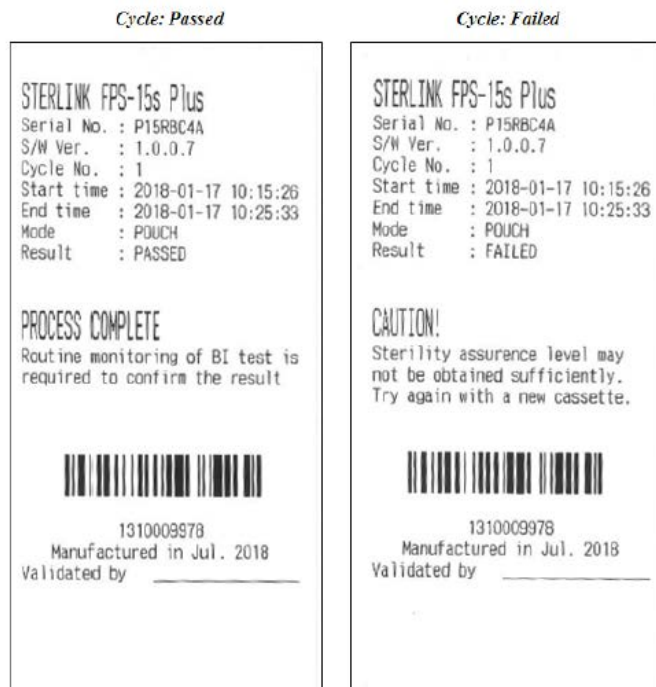 Cycle: Passed
STERLINK FPS-15s Plus
Serial No. : P15RBC4A
S/W Ver. : 1.0.0.7
Cycle No. : 1
Start time : 2018-01-17 10:15:26
End time : 2018-01-17 10:25:33
Mode : POUCH
Result : PASSED
PROCESS COMPLETE
Routine monitoring of BI test is
required to confirm the result
1310009978
Manufactured in Jul. 2018
Validated by
Cycle: Failed
STERLINK FPS-15s Plus
Serial No. : P15RBC4A
S/W Ver. : 1.0.0.7
Cycle No. : 1
Start time : 2018-01-17 10:15:26
End time : 2018-01-17 10:25:33
Mode : POUCH
Result : FAILED
CAUTION!
Sterility assurence level may
not be obtained sufficiently.
Try again with a new cassette.
1310009978
Manufactured in Jul. 2018
Validated by